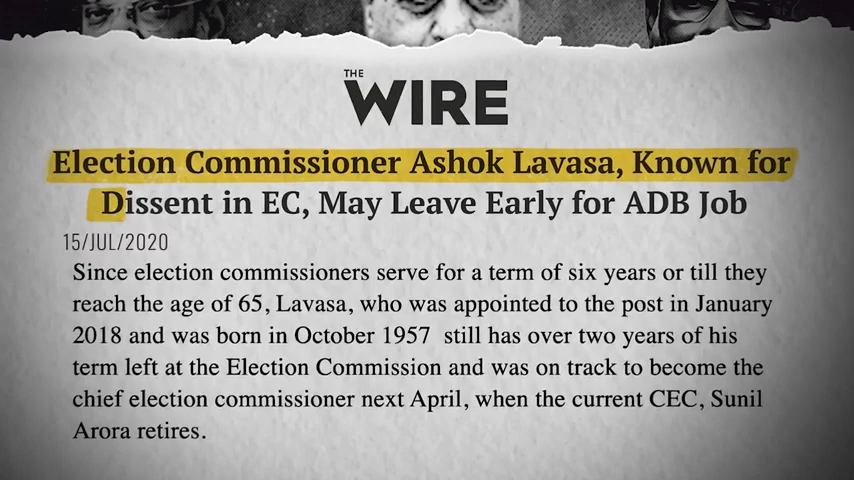 THE
WIRE
Election Commissioner Ashok Lavasa, Known for
Dissent in EC, May Leave Early for ADB Job
15/JUL/2020
Since election commissioners serve for a term of six years or till they
reach the age of 65, Lavasa, who was appointed to the post in January
2018 and was born in October 1957 still has over two years of his
term left at the Election Commission and was on track to become the
chief election commissioner next April, when the current CEC, Sunil
Arora retires.